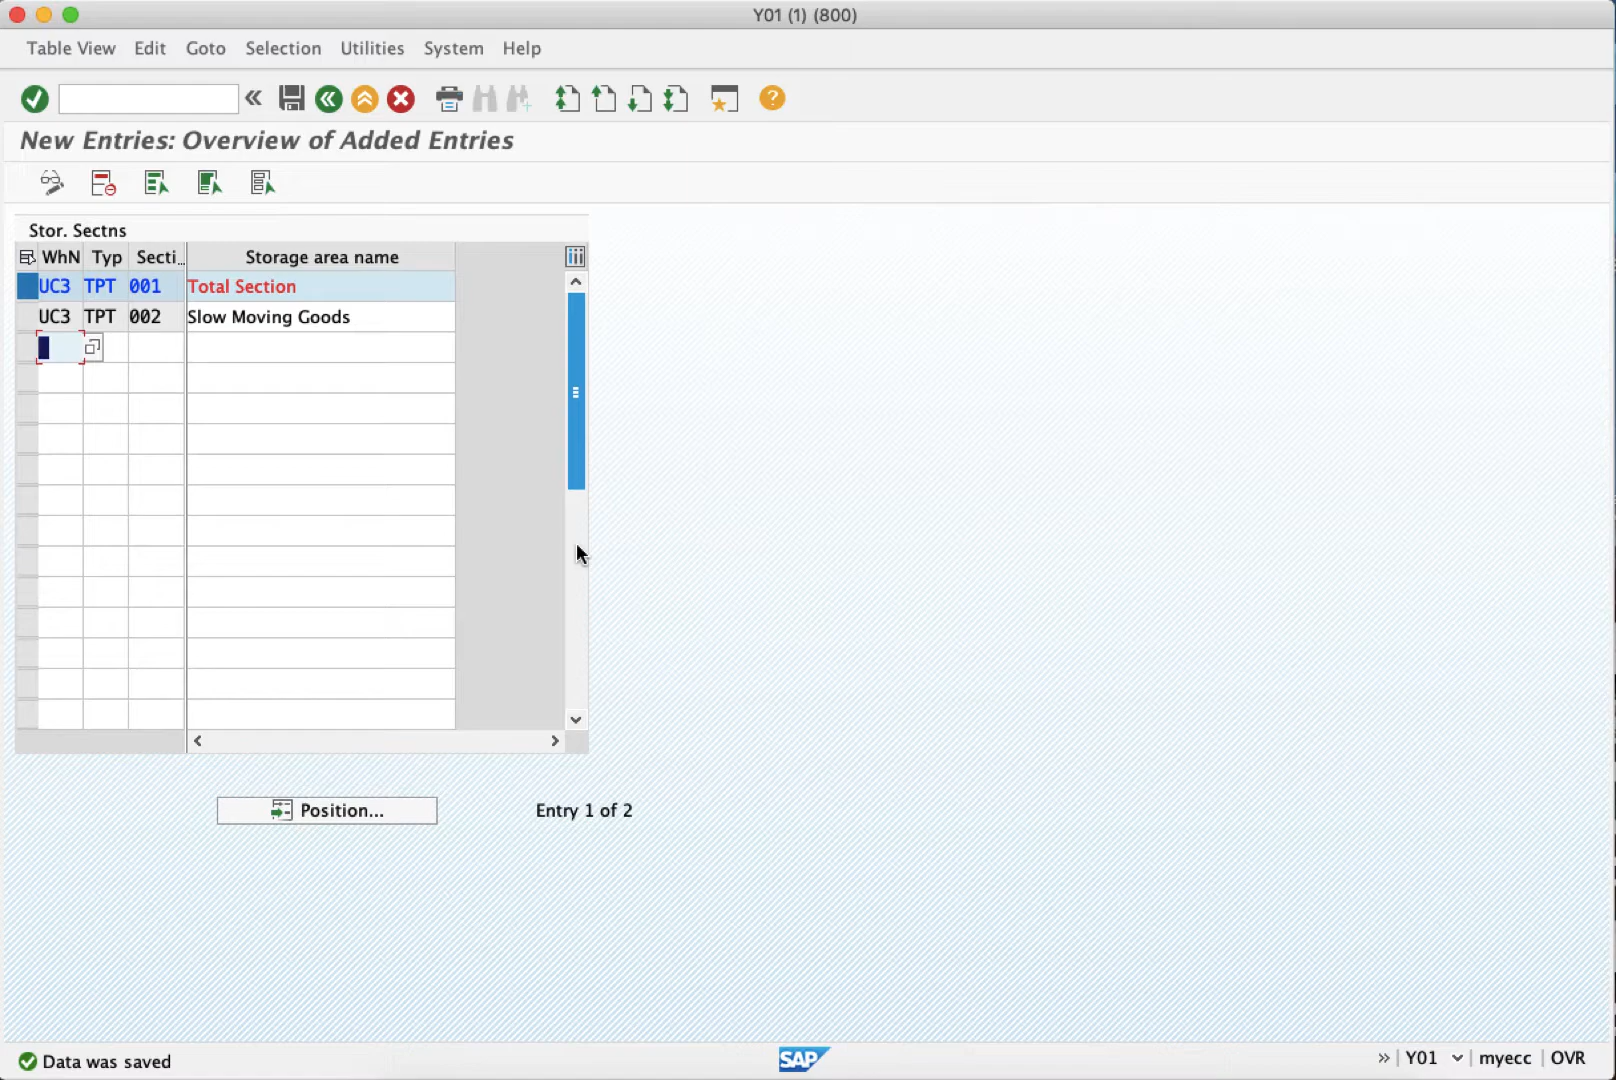 Y01 (1) (800)
Table View Edit Goto Selection Utilities System Help
New Entries: Overview of Added Entries
Stor. Sectns
WhN Typ Secti... Storage area name
UC3 TPT 001 Total Section
UC3 TPT 002 Slow Moving Goods
Position... Entry 1 of 2
Data was saved SAP Y01 myecc OVR